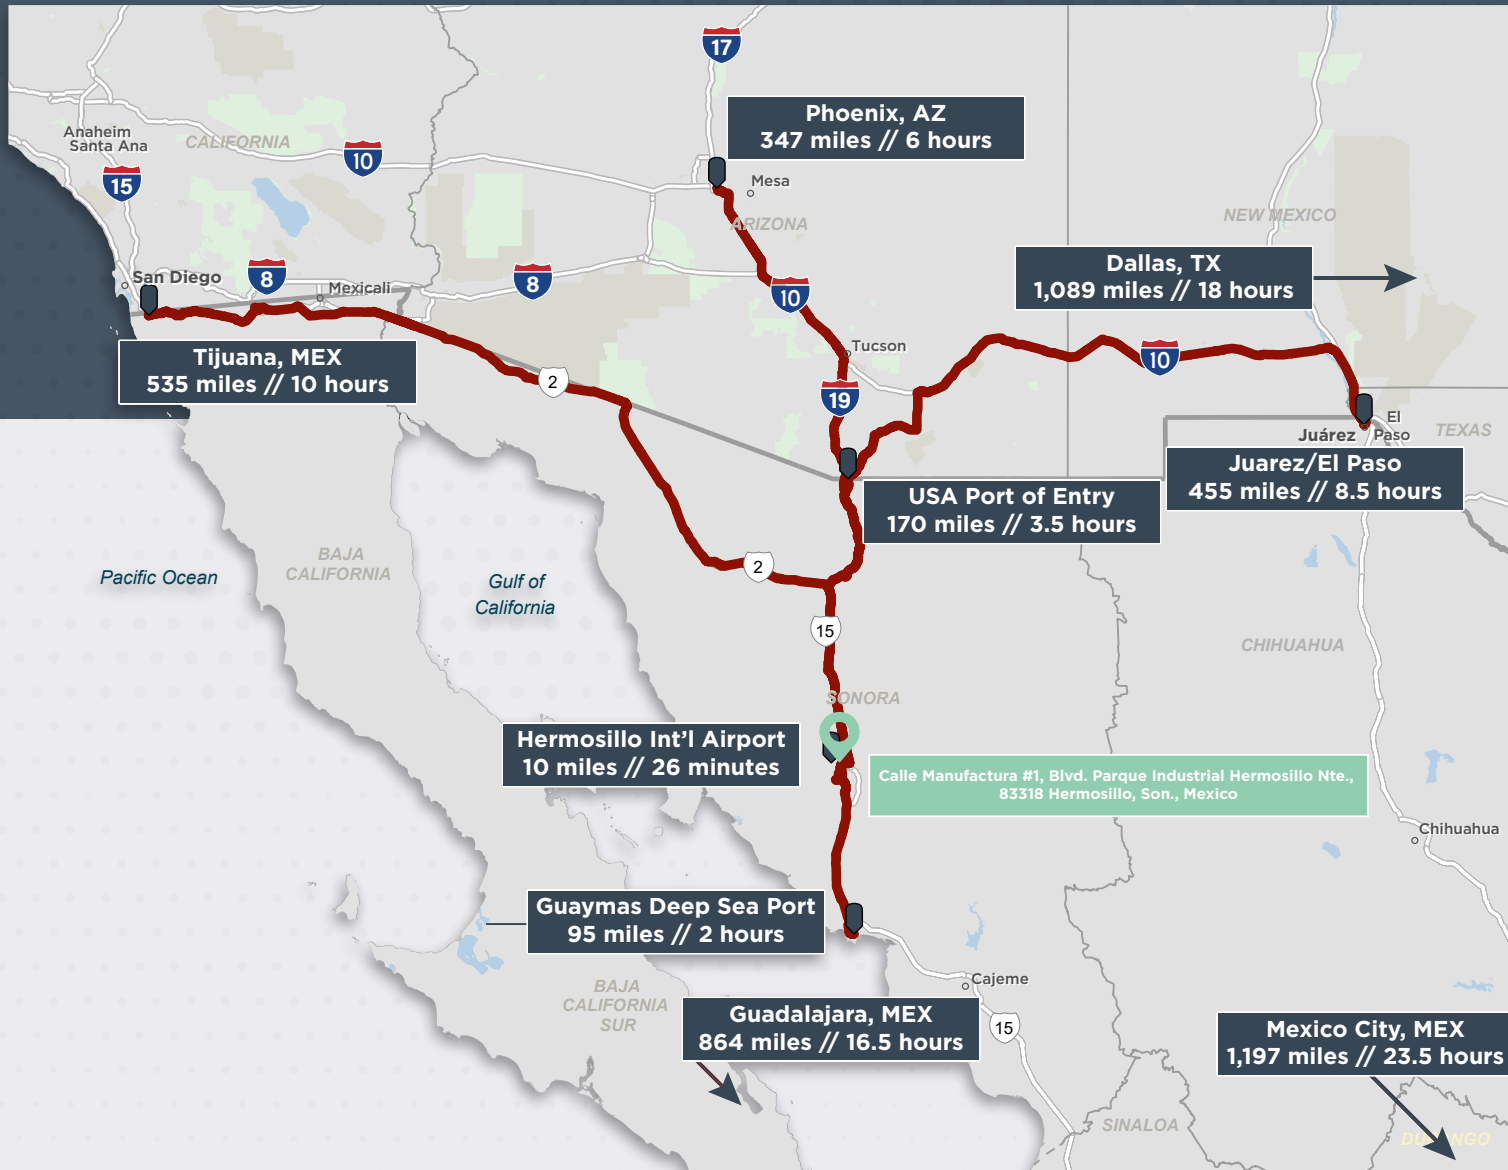 17
Phoenix, AZ
347 miles // 6 hours
Anaheim
Santa Ana
CALIFORNIA
10
15
Mesa
ARIZONA
NEW MEXICO
San Diego
8
Mexicali
8
10
Dallas, TX
1,089 miles // 18 hours
Tijuana, MEX
535 miles // 10 hours
Tucson
10
2
19
El
Paso
Juárez
TEXAS
Juarez/El Paso
455 miles // 8.5 hours
USA Port of Entry
170 miles // 3.5 hours
BAJA
CALIFORNIA
Pacific Ocean
Gulf of
California
2
15
CHIHUAHUA
SONORA
Hermosillo Int'l Airport
10 miles // 26 minutes
Calle Manufactura #1, Blvd. Parque Industrial Hermosillo Nte.,
83318 Hermosillo, Son., Mexico
Chihuahua
Guaymas Deep Sea Port
95 miles // 2 hours
Cajeme
BAJA
CALIFORNIA
SUR
Guadalajara, MEX
864 miles // 16.5 hours
15
Mexico City, MEX
1,197 miles // 23.5 hours
SINALOA